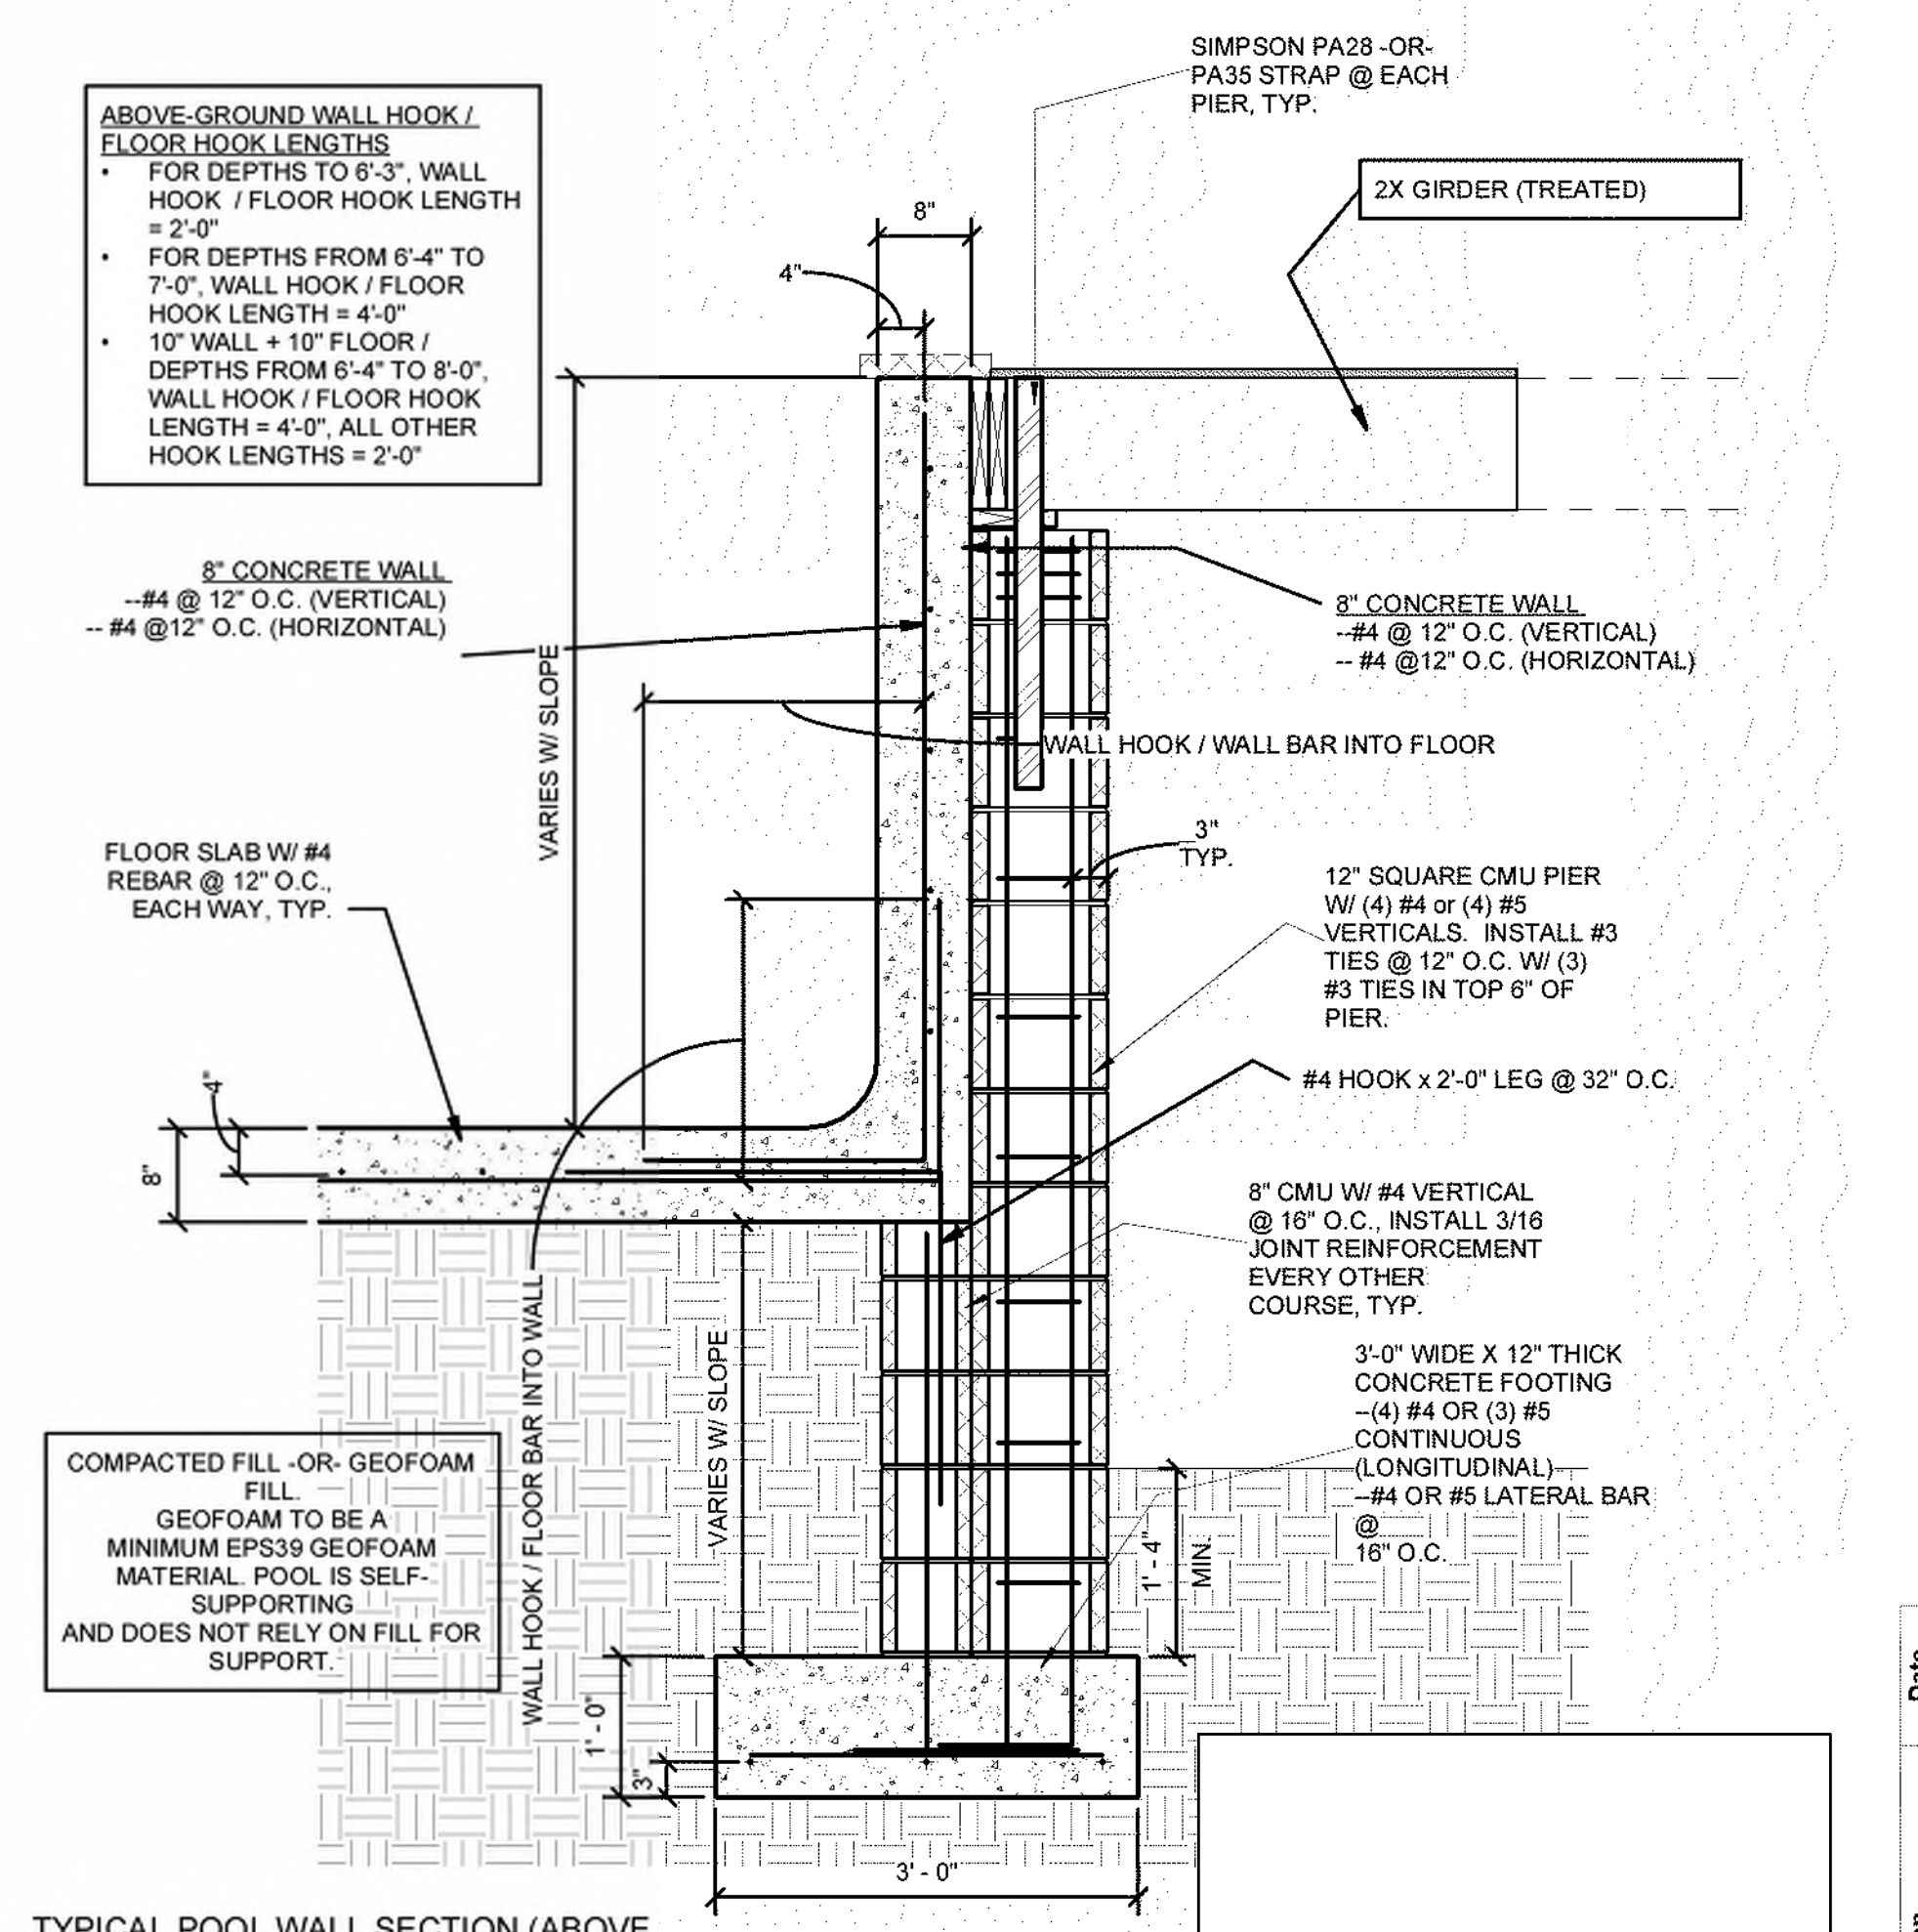 SIMPSON PA28 -OR-
PA35 STRAP @ EACH
PIER, TYP.
ABOVE-GROUND WALL HOOK /
FLOOR HOOK LENGTHS
• FOR DEPTHS TO 6'-3", WALL
HOOK / FLOOR HOOK LENGTH
= 2'-0"
• FOR DEPTHS FROM 6'-4" TO
7'-0", WALL HOOK / FLOOR
HOOK LENGTH = 4'-0"
• 10" WALL + 10" FLOOR /
DEPTHS FROM 6'-4" TO 8'-0",
WALL HOOK / FLOOR HOOK
LENGTH = 4'-0", ALL OTHER
HOOK LENGTHS = 2'-0"
2X GIRDER (TREATED)
8"
4"
8" CONCRETE WALL
--#4 @ 12" O.C. (VERTICAL)
-- #4 @12" O.C. (HORIZONTAL)
8" CONCRETE WALL
--#4 @ 12" O.C. (VERTICAL)
-- #4 @12" O.C. (HORIZONTAL)
VARIES W/ SLOPE
WALL HOOK / WALL BAR INTO FLOOR
3"
TYP.
FLOOR SLAB W/ #4
REBAR @ 12" O.C.,
EACH WAY, TYP.
12" SQUARE CMU PIER
W/ (4) #4 or (4) #5
VERTICALS. INSTALL #3
TIES @ 12" O.C. W/ (3)
#3 TIES IN TOP 6" OF
PIER.
#4 HOOK x 2'-0" LEG @ 32" O.C.
4"
8"
8" CMU W/ #4 VERTICAL
@ 16" O.C., INSTALL 3/16
JOINT REINFORCEMENT
EVERY OTHER
COURSE, TYP.
WALL HOOK / FLOOR BAR INTO WALL
VARIES W/ SLOPE
3'-0" WIDE X 12" THICK
CONCRETE FOOTING
--(4) #4 OR (3) #5
CONTINUOUS
(LONGITUDINAL)
--#4 OR #5 LATERAL BAR
@
16" O.C.
COMPACTED FILL -OR- GEOFOAM
FILL.
GEOFOAM TO BE A
MINIMUM EPS39 GEOFOAM
MATERIAL. POOL IS SELF-
SUPPORTING
AND DOES NOT RELY ON FILL FOR
SUPPORT.
1' - 4"
MIN.
1' - 0"
3"
3' - 0"
Date
TYPICAL POOL WALL SECTION (ABOVE